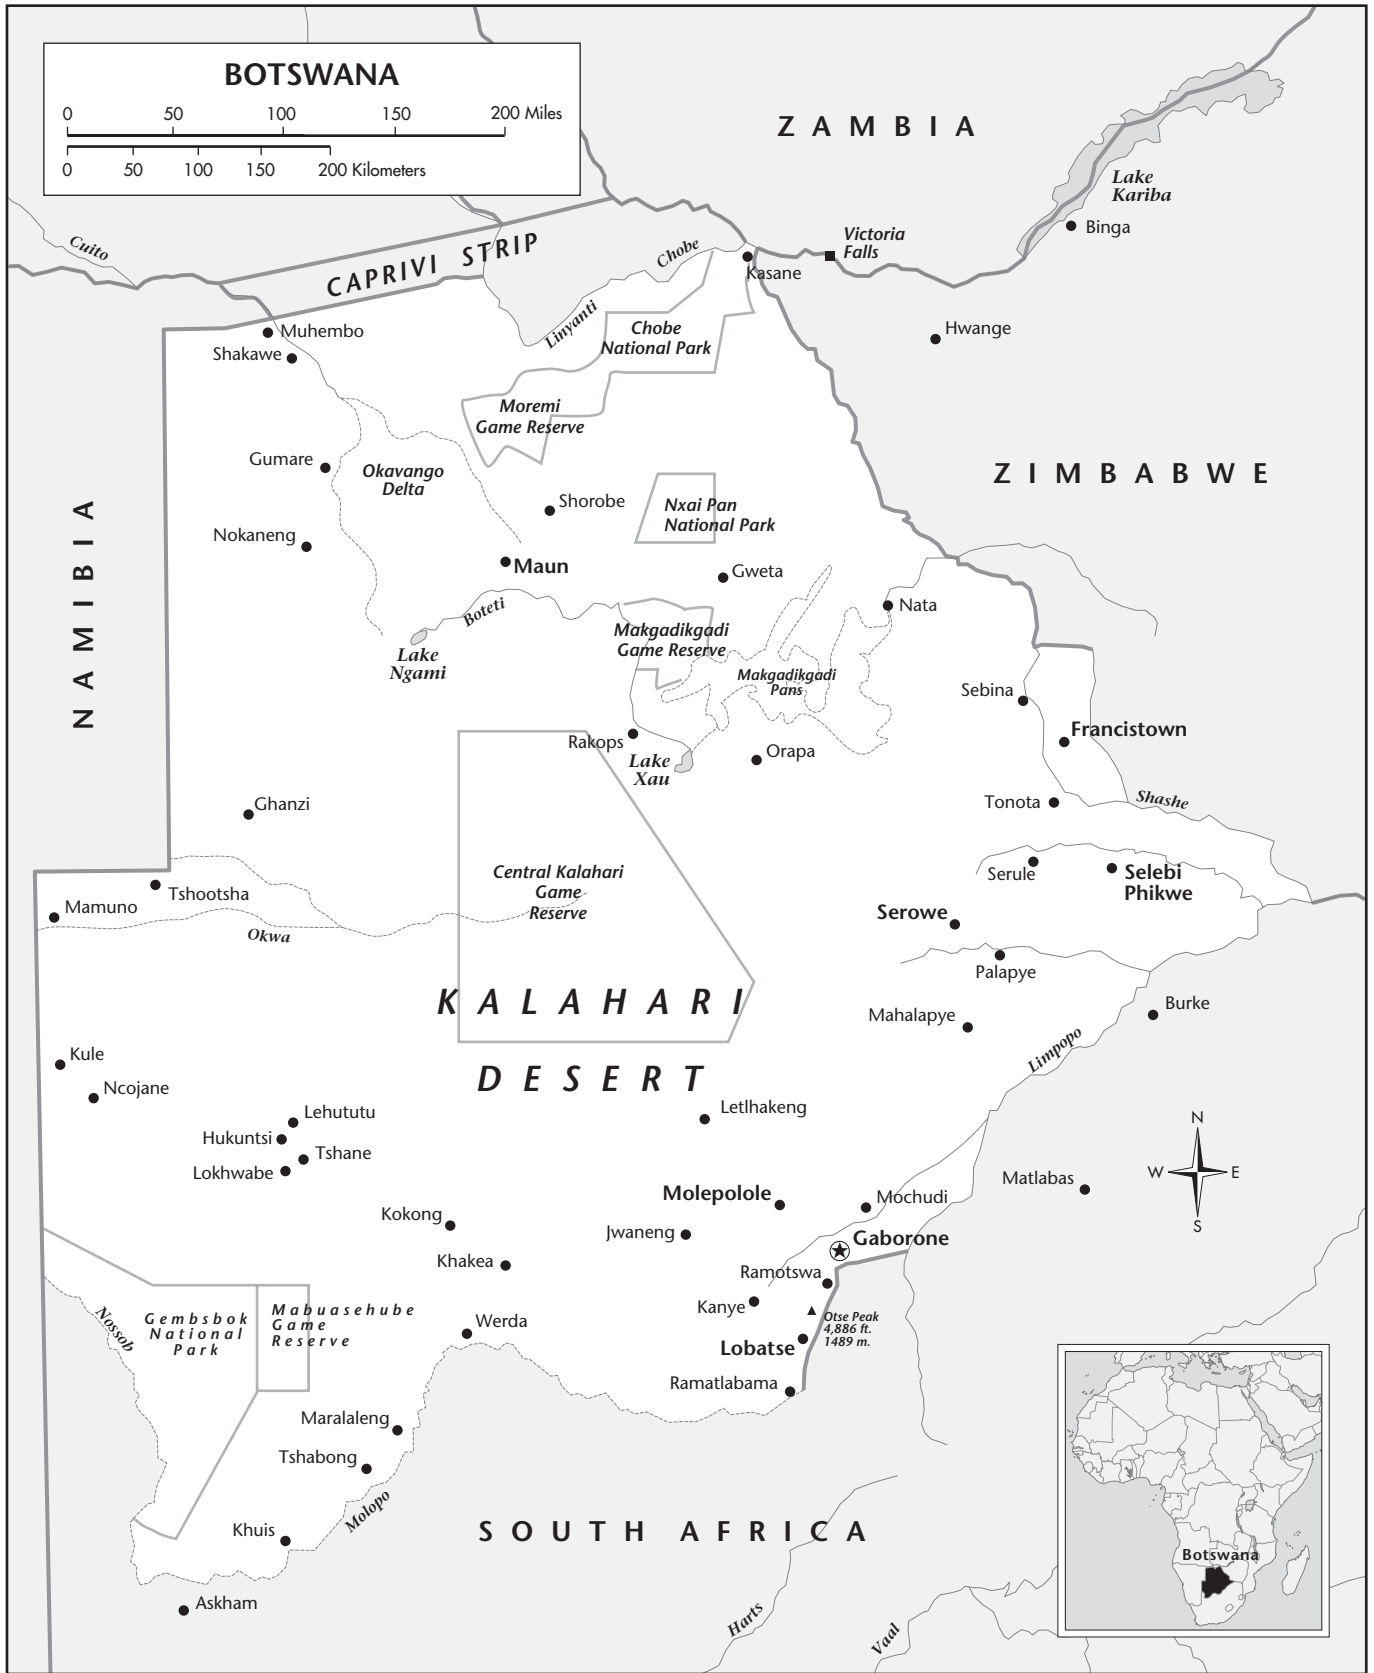 BOTSWANA
0 50 100 150 200 Miles
0 50 100 150 200 Kilometers
ZAMBIA
Lake
Kariba
Binga
Victoria
Falls
Cuito
CAPRIVI STRIP
Chobe
Kasane
Linyanti
Muhembo
Shakawe
Chobe
National Park
Hwange
Moremi
Game Reserve
Gumare
Okavango
Delta
ZIMBABWE
Shorobe
Nxai Pan
National Park
Nokaneng
NAMIBIA
Maun
Gweta
Boteti
Nata
Makgadikgadi
Game Reserve
Lake
Ngami
Makgadikgadi
Pans
Sebina
Francistown
Rakops
Lake
Xau
Orapa
Ghanzi
Tonota
Shashe
Central Kalahari
Game
Reserve
Serule
Selebi
Phikwe
Tshootsha
Mamuno
Okwa
Serowe
Palapye
KALAHARI
DESERT
Mahalapye
Burke
Limpopo
Kule
Ncojane
Lehututu
Hukuntsi
Tshane
Lokhwabe
Letlhakeng
N
W E
S
Matlabas
Molepolole
Mochudi
Kokong
Jwaneng
Gaborone
Khakea
Ramotswa
Kanye
Otse Peak
4,886 ft.
1489 m.
Nossob
Gembsbok
National
Park
Mabuasehube
Game
Reserve
Werda
Lobatse
Ramatlabama
Maralaleng
Tshabong
Molopo
Khuis
SOUTH AFRICA
Askham
Harts
Vaal
Botswana